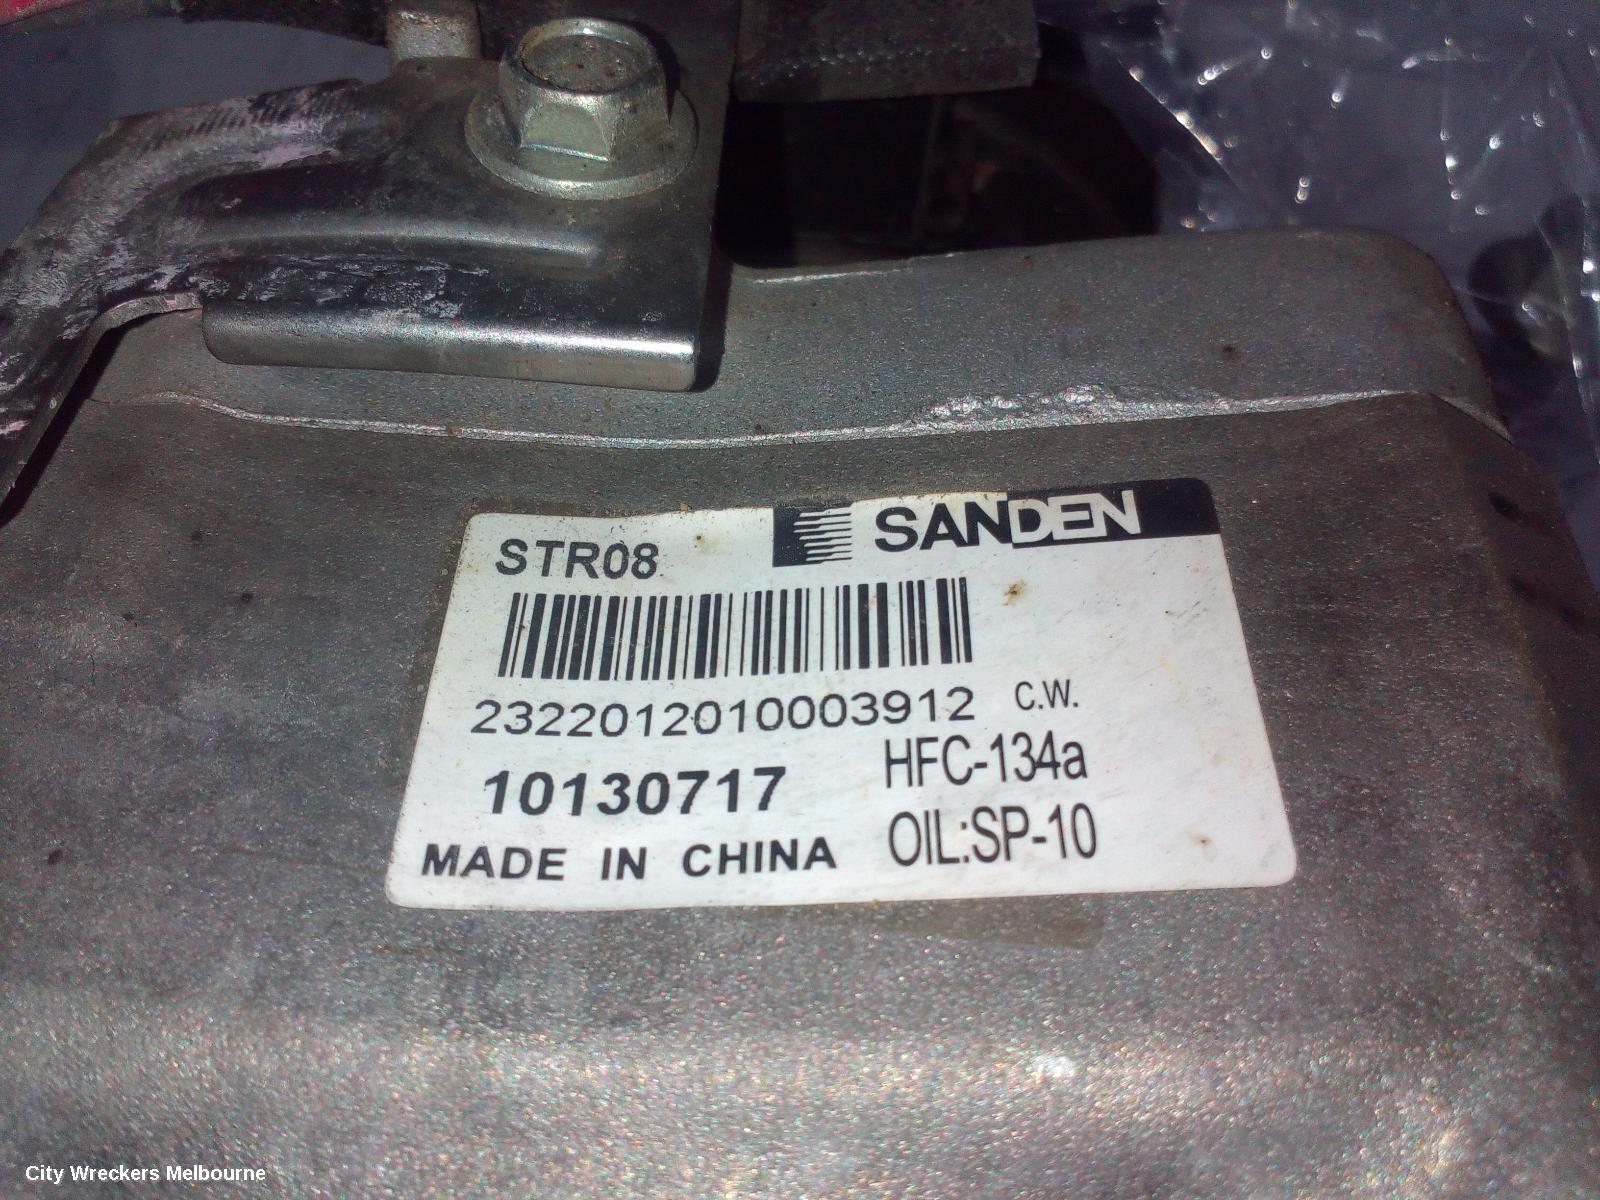 STR08 SANDEN
2322012010003912 C.W.
10130717 HFC-134a
MADE IN CHINA OIL:SP-10
City Wreckers Melbourne